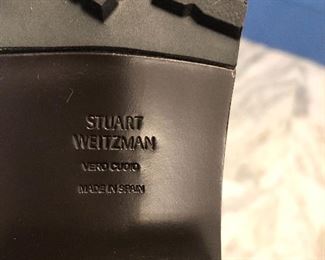 STUART
WEITZMAN
VERO CUOIO
MADE IN SPAIN